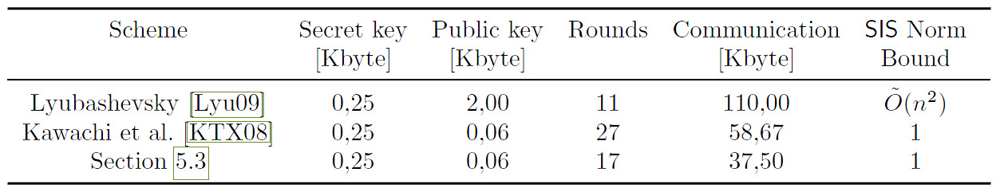 Scheme Secret key Public key Rounds Communication SIS Norm
[Kbyte] [Kbyte] [Kbyte] Bound
Lyubashevsky [Lyu09] 0,25 2,00 11 110,00 Õ(n²)
Kawachi et al. [KTX08] 0,25 0,06 27 58,67 1
Section 5.3 0,25 0,06 17 37,50 1